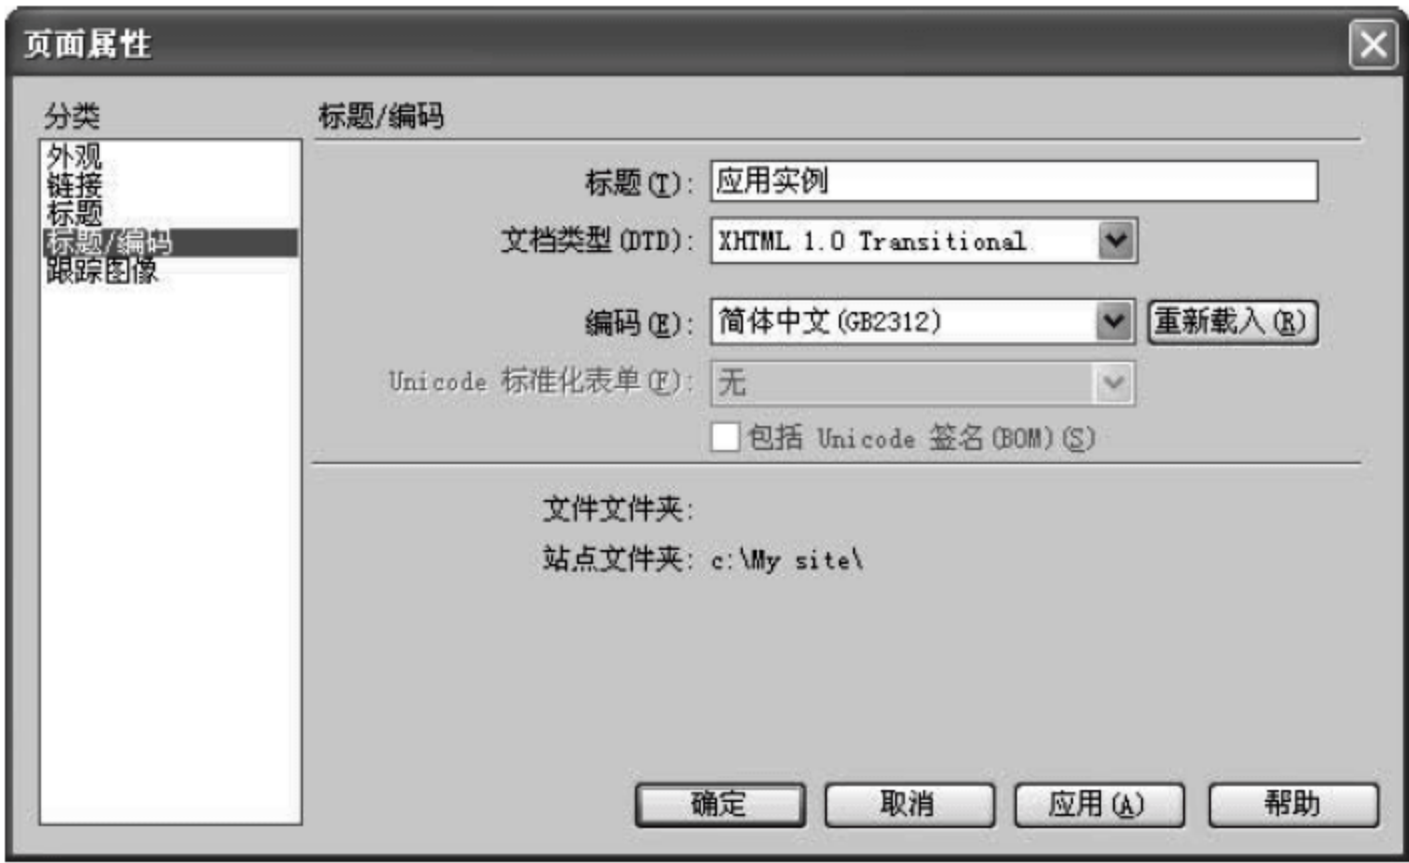 页面属性
分类
外观
链接
标题
标题/编码
跟踪图像
标题/编码
标题(T): 应用实例
文档类型(DTD): XHTML 1.0 Transitional
编码(E): 简体中文(GB2312) 重新载入(R)
Unicode 标准化表单(F): 无
包括 Unicode 签名(BOM)(S)
文件文件夹:
站点文件夹: c:\My site\
确定 取消 应用(A) 帮助